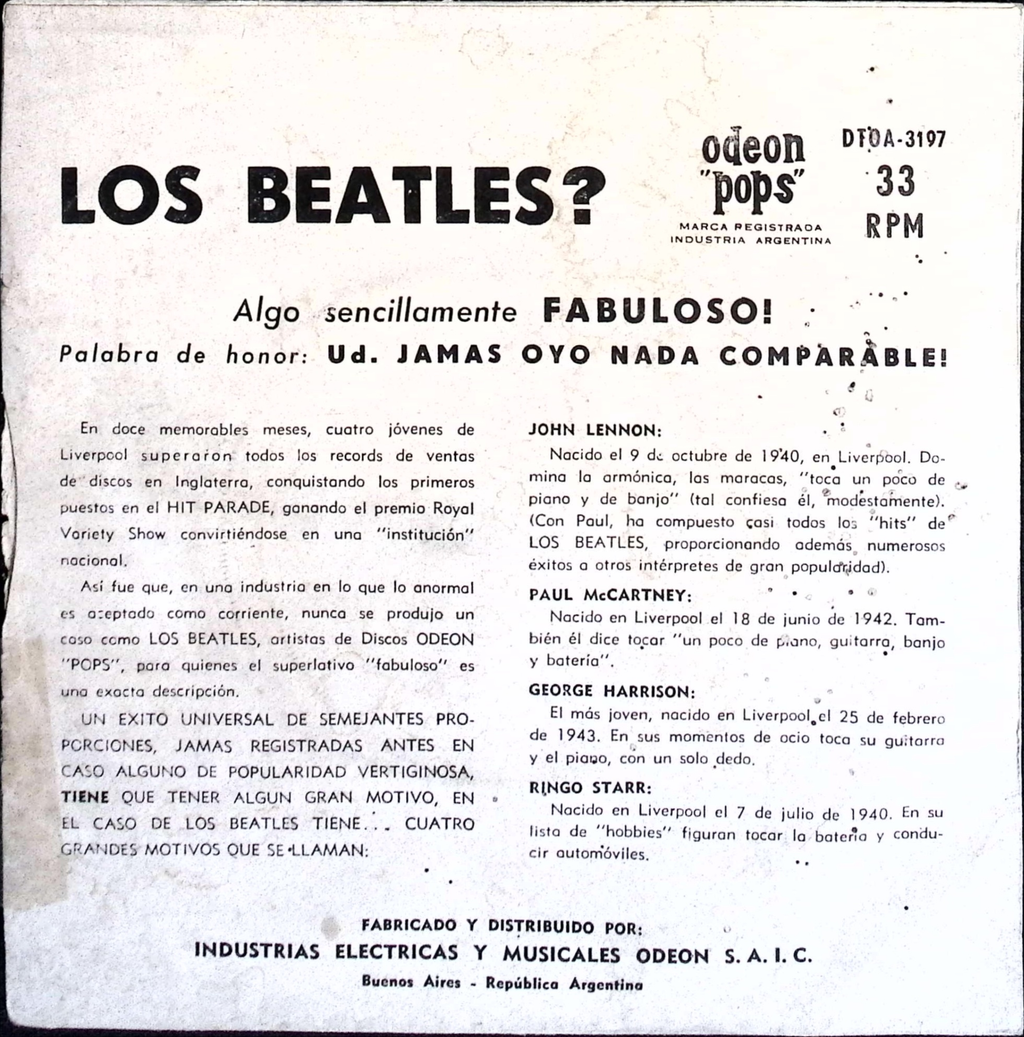 LOS BEATLES?
odeon
"pops"
MARCA REGISTRADA
INDUSTRIA ARGENTINA
DTOA-3197
33
RPM
Algo sencillamente FABULOSO!
Palabra de honor: Ud. JAMAS OYO NADA COMPARABLE!
En doce memorables meses, cuatro jóvenes de
Liverpool superaron todos los records de ventas
de discos en Inglaterra, conquistando los primeros
puestos en el HIT PARADE, ganando el premio Royal
Variety Show convirtiéndose en una "institución"
nacional.
Así fue que, en una industria en lo que lo anormal
es aceptado como corriente, nunca se produjo un
caso como LOS BEATLES, artistas de Discos ODEON
"POPS", para quienes el superlativo "fabuloso" es
una exacta descripción.
UN EXITO UNIVERSAL DE SEMEJANTES PRO-
PORCIONES, JAMAS REGISTRADAS ANTES EN
CASO ALGUNO DE POPULARIDAD VERTIGINOSA,
TIENE QUE TENER ALGUN GRAN MOTIVO, EN
EL CASO DE LOS BEATLES TIENE... CUATRO
GRANDES MOTIVOS QUE SE LLAMAN:
JOHN LENNON:
Nacido el 9 de octubre de 1940, en Liverpool. Do-
mina la armónica, las maracas, "toca un poco de
piano y de banjo" (tal confiesa él, modestamente).
(Con Paul, ha compuesto casi todos los "hits" de
LOS BEATLES, proporcionando además numerosos
éxitos a otros intérpretes de gran popularidad).
PAUL McCARTNEY:
Nacido en Liverpool el 18 de junio de 1942. Tam-
bién él dice tocar "un poco de piano, guitarra, banjo
y batería".
GEORGE HARRISON:
El más joven, nacido en Liverpool el 25 de febrero
de 1943. En sus momentos de ocio toca su guitarra
y el piano, con un solo dedo.
RINGO STARR:
Nacido en Liverpool el 7 de julio de 1940. En su
lista de "hobbies" figuran tocar la batería y condu-
cir automóviles.
FABRICADO Y DISTRIBUIDO POR:
INDUSTRIAS ELECTRICAS Y MUSICALES ODEON S. A. I. C.
Buenos Aires - República Argentina